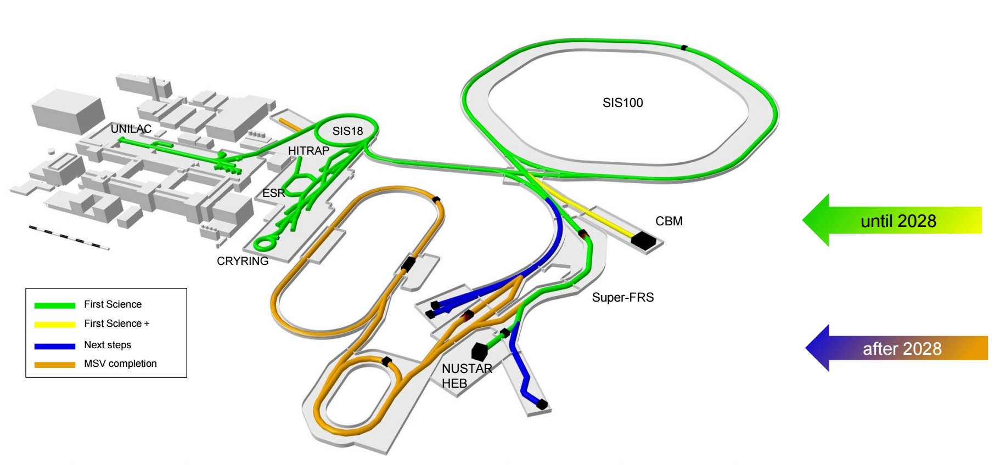 SIS100
UNILAC
SIS18
HITRAP
ESR
CBM
until 2028
CRYRING
Super-FRS
First Science
First Science +
Next steps
MSV completion
after 2028
NUSTAR
HEB